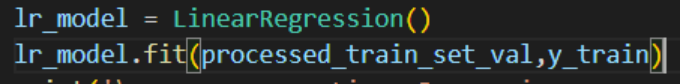 lr_model = LinearRegression()
lr_model.fit(processed_train_set_val,y_train)